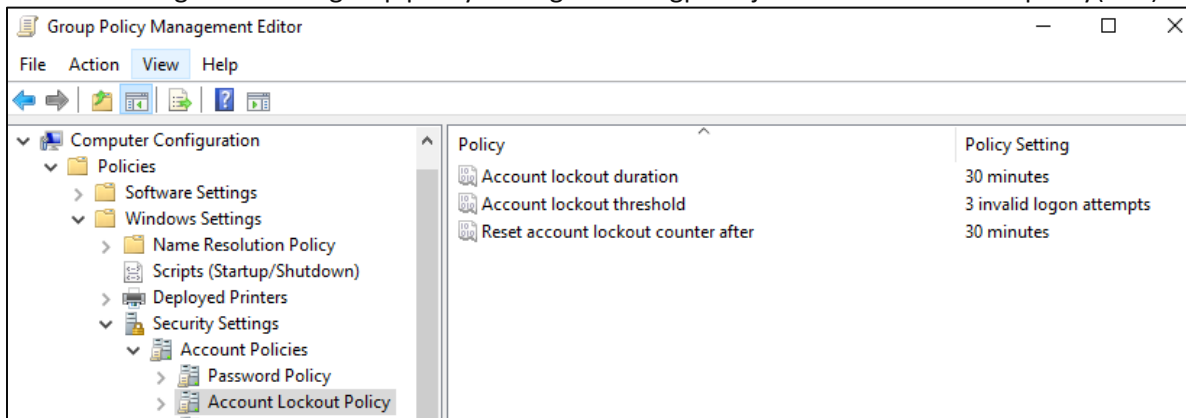 Group Policy Management Editor
File Action View Help
Computer Configuration
Policies
Software Settings
Windows Settings
Name Resolution Policy
Scripts (Startup/Shutdown)
Deployed Printers
Security Settings
Account Policies
Password Policy
Account Lockout Policy
Policy Policy Setting
Account lockout duration 30 minutes
Account lockout threshold 3 invalid logon attempts
Reset account lockout counter after 30 minutes